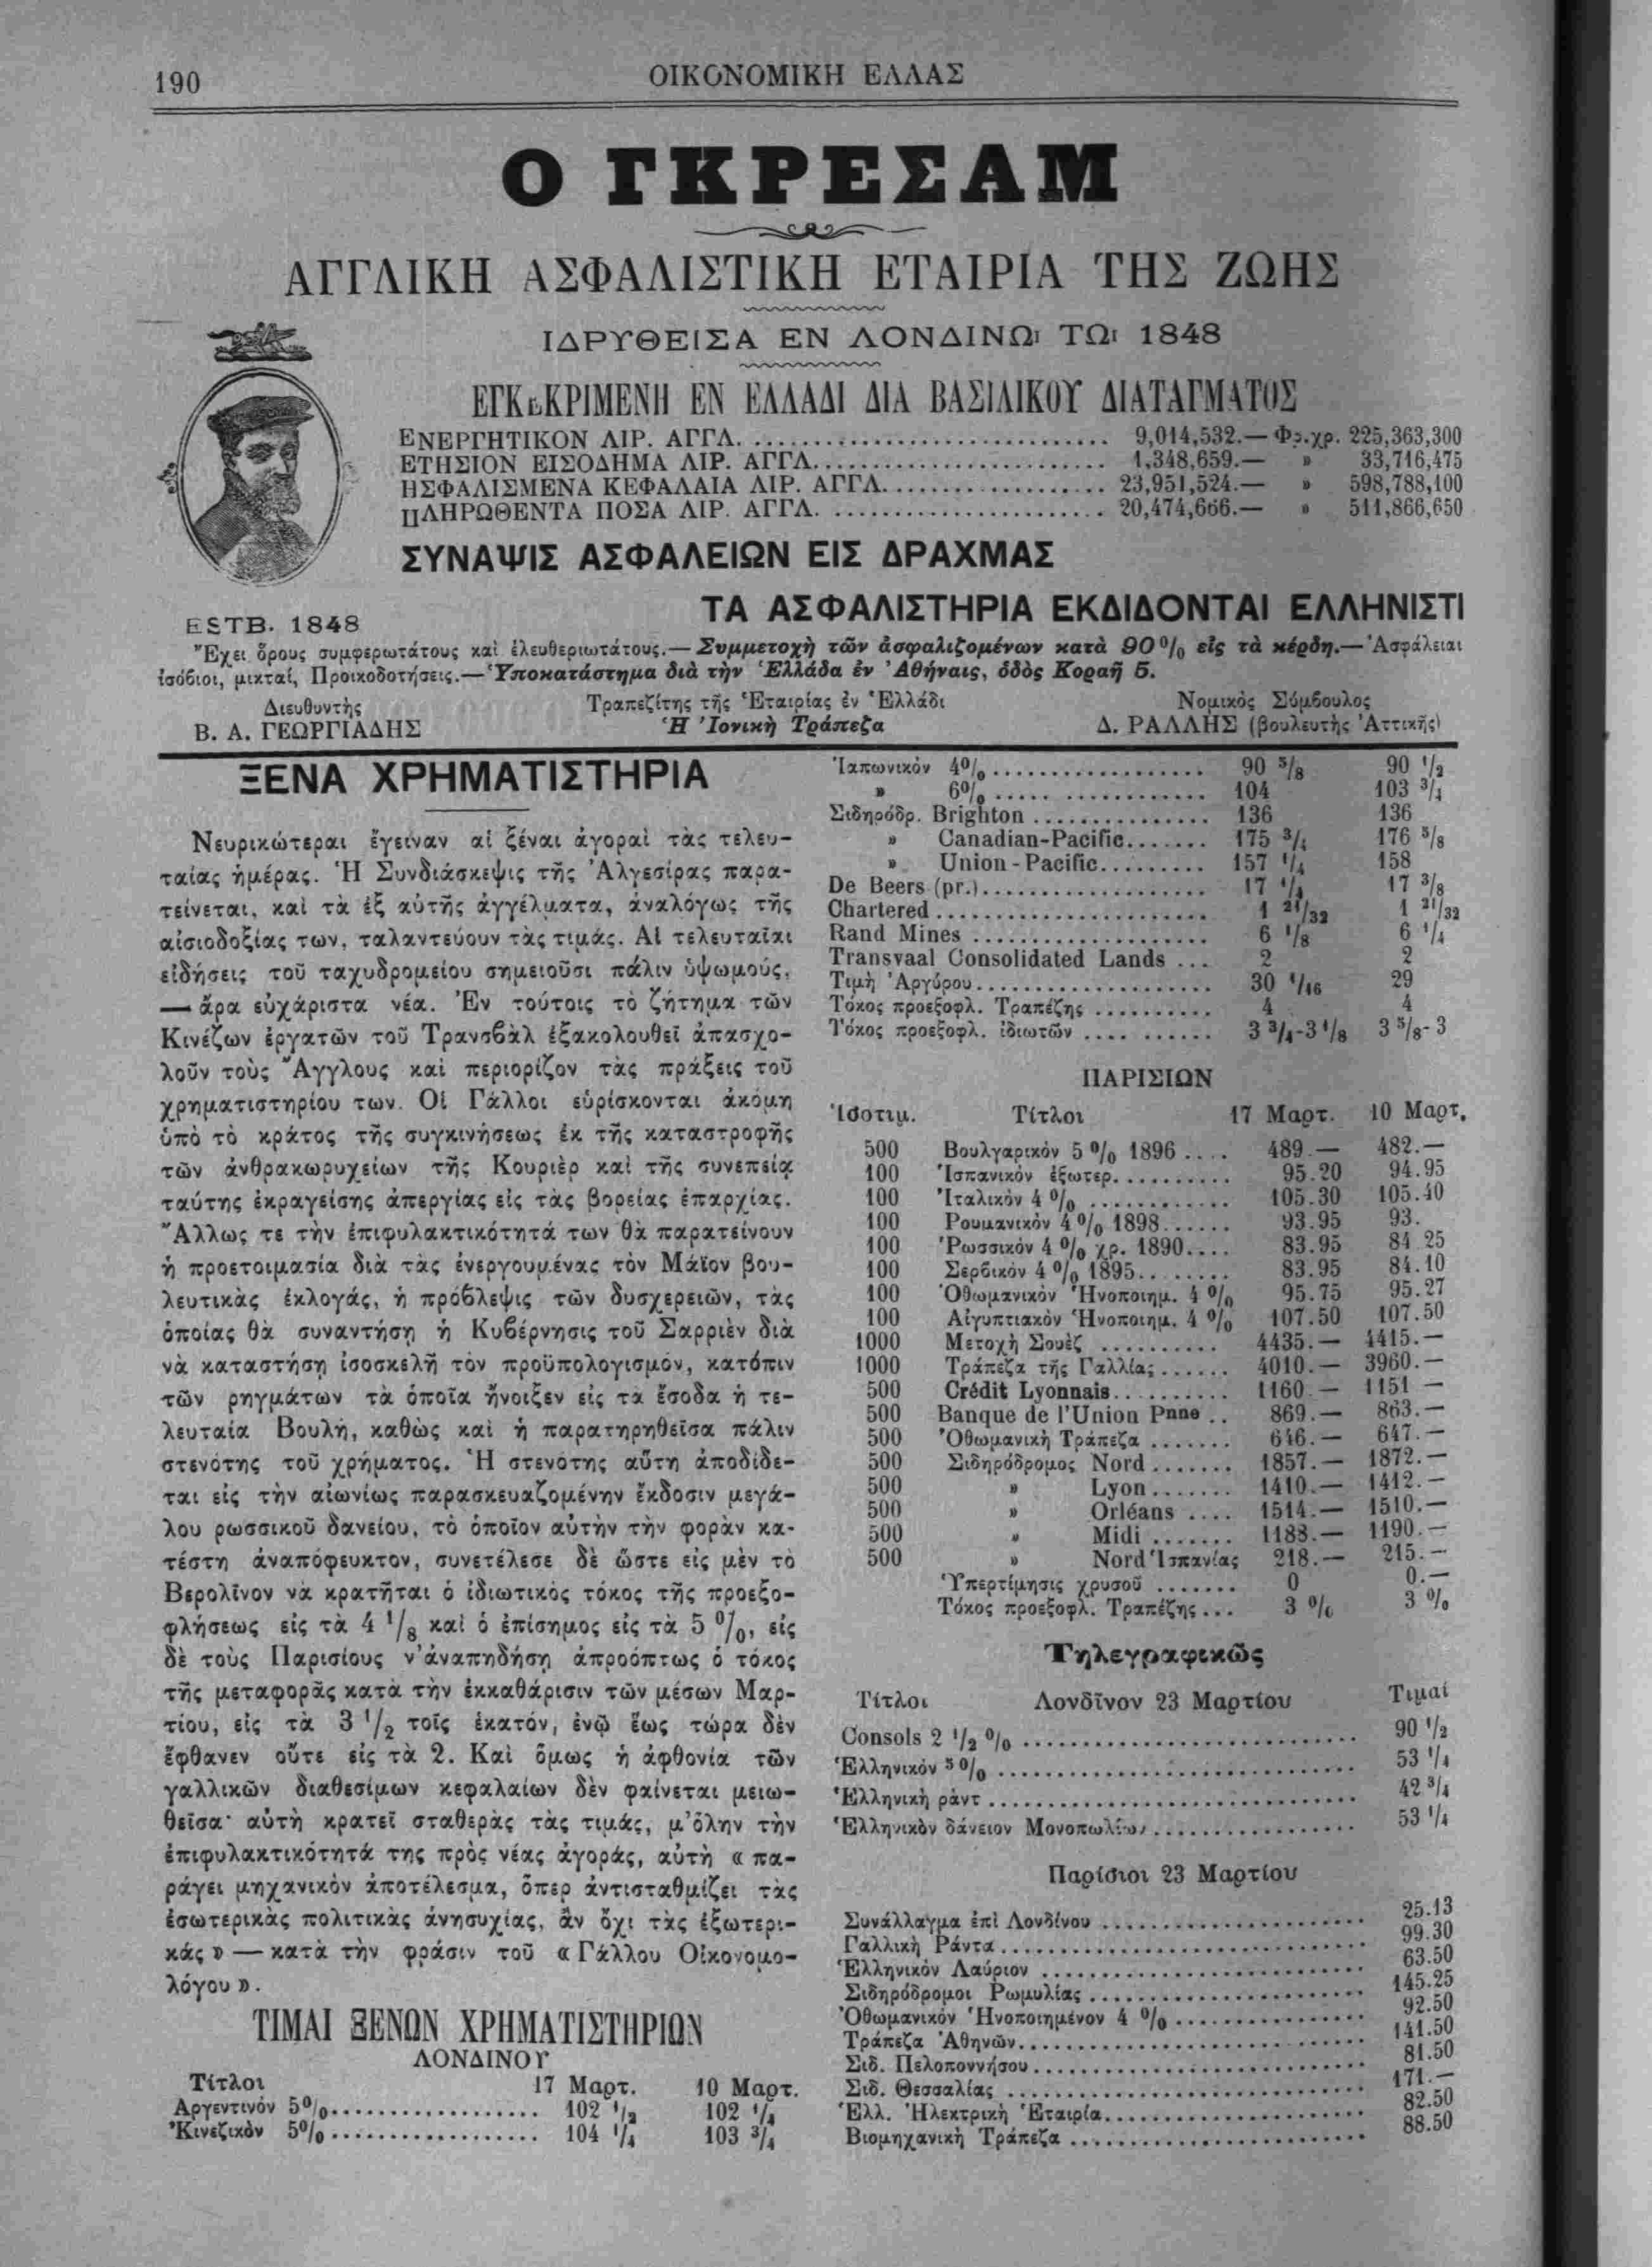 190
ΟΙΚΟΝΟΜΙΚΗ ΕΛΛΑΣ
Ο ΓΚΡΕΣΑΜ
ΑΓΓΛΙΚΗ ΑΣΦΑΛΙΣΤΙΚΗ ΕΤΑΙΡΙΑ ΤΗΣ ΖΩΗΣ
ΙΔΡΥΘΕΙΣΑ ΕΝ ΛΟΝΔΙΝΩι ΤΩι 1848
ΕΓΚεΚΡΙΜΕΝΗ ΕΝ ΕΛΛΑΔΙ ΔΙΑ ΒΑΣΙΛΙΚΟΥ ΔΙΑΤΑΓΜΑΤΟΣ
ΕΝΕΡΓΗΤΙΚΟΝ ΛΙΡ. ΑΓΓΛ. .......... 9,014,532.— Φρ.χρ. 225,363,300
ΕΤΗΣΙΟΝ ΕΙΣΟΔΗΜΑ ΛΙΡ. ΑΓΓΛ. .......... 1,348,659.— » 33,716,475
ΗΣΦΑΛΙΣΜΕΝΑ ΚΕΦΑΛΑΙΑ ΛΙΡ. ΑΓΓΛ. .......... 23,951,524.— » 598,788,100
ΠΛΗΡΩΘΕΝΤΑ ΠΟΣΑ ΛΙΡ. ΑΓΓΛ. .......... 20,474,666.— » 511,866,650
ΣΥΝΑΨΙΣ ΑΣΦΑΛΕΙΩΝ ΕΙΣ ΔΡΑΧΜΑΣ
ΤΑ ΑΣΦΑΛΙΣΤΗΡΙΑ ΕΚΔΙΔΟΝΤΑΙ ΕΛΛΗΝΙΣΤΙ
ESTB. 1848
Ἔχει ὅρους συμφερωτάτους καὶ ἐλευθεριωτάτους.— Συμμετοχὴ τῶν ἀσφαλιζομένων κατὰ 90 % εἰς τὰ κέρδη.— Ἀσφάλειαι
ἰσόβιοι, μικταί, Προικοδοτήσεις.— Ὑποκατάστημα διὰ τὴν Ἑλλάδα ἐν Ἀθήναις, ὁδὸς Κοραῆ 5.
Διευθυντὴς Τραπεζίτης τῆς Ἑταιρίας ἐν Ἑλλάδι Νομικὸς Σύμβουλος
Β. Α. ΓΕΩΡΓΙΑΔΗΣ Ἡ Ἰονικὴ Τράπεζα Δ. ΡΑΛΛΗΣ (βουλευτὴς Ἀττικῆς)
ΞΕΝΑ ΧΡΗΜΑΤΙΣΤΗΡΙΑ
Νευρικώτεραι ἔγειναν αἱ ξέναι ἀγοραὶ τὰς τελευ-
ταίας ἡμέρας. Ἡ Συνδιάσκεψις τῆς Ἀλγεσίρας παρα-
τείνεται, καὶ τὰ ἐξ αὐτῆς ἀγγέλματα, ἀναλόγως τῆς
αἰσιοδοξίας των, ταλαντεύουν τὰς τιμάς. Αἱ τελευταῖαι
εἰδήσεις τοῦ ταχυδρομείου σημειοῦσι πάλιν ὑψωμούς,
— ἄρα εὐχάριστα νέα. Ἐν τούτοις τὸ ζήτημα τῶν
Κινέζων ἐργατῶν τοῦ Τρανσβὰλ ἐξακολουθεῖ ἀπασχο-
λοῦν τοὺς Ἄγγλους καὶ περιορίζον τὰς πράξεις τοῦ
χρηματιστηρίου των. Οἱ Γάλλοι εὑρίσκονται ἀκόμη
ὑπὸ τὸ κράτος τῆς συγκινήσεως ἐκ τῆς καταστροφῆς
τῶν ἀνθρακωρυχείων τῆς Κουριὲρ καὶ τῆς συνεπείᾳ
ταύτης ἐκραγείσης ἀπεργίας εἰς τὰς βορείας ἐπαρχίας.
Ἄλλως τε τὴν ἐπιφυλακτικότητά των θὰ παρατείνουν
ἡ προετοιμασία διὰ τὰς ἐνεργουμένας τὸν Μάϊον βου-
λευτικὰς ἐκλογάς, ἡ πρόβλεψις τῶν δυσχερειῶν, τὰς
ὁποίας θὰ συναντήσῃ ἡ Κυβέρνησις τοῦ Σαρριὲν διὰ
νὰ καταστήσῃ ἰσοσκελῆ τὸν προϋπολογισμόν, κατόπιν
τῶν ρηγμάτων τὰ ὁποῖα ἤνοιξεν εἰς τὰ ἔσοδα ἡ τε-
λευταία Βουλή, καθὼς καὶ ἡ παρατηρηθεῖσα πάλιν
στενότης τοῦ χρήματος. Ἡ στενότης αὕτη ἀποδίδε-
ται εἰς τὴν αἰωνίως παρασκευαζομένην ἔκδοσιν μεγά-
λου ρωσσικοῦ δανείου, τὸ ὁποῖον αὐτὴν τὴν φορὰν κα-
τέστη ἀναπόφευκτον, συνετέλεσε δὲ ὥστε εἰς μὲν τὸ
Βερολῖνον νὰ κρατῆται ὁ ἰδιωτικὸς τόκος τῆς προεξο-
φλήσεως εἰς τὰ 4 1/8 καὶ ὁ ἐπίσημος εἰς τὰ 5 %, εἰς
δὲ τοὺς Παρισίους ν’ ἀναπηδήσῃ ἀπροόπτως ὁ τόκος
τῆς μεταφορᾶς κατὰ τὴν ἐκκαθάρισιν τῶν μέσων Μαρ-
τίου, εἰς τὰ 3 1/2 τοῖς ἑκατόν, ἐνῷ ἕως τώρα δὲν
ἔφθανεν οὔτε εἰς τὰ 2. Καὶ ὅμως ἡ ἀφθονία τῶν
γαλλικῶν διαθεσίμων κεφαλαίων δὲν φαίνεται μειω-
θεῖσα· αὐτὴ κρατεῖ σταθερὰς τὰς τιμάς, μ’ ὅλην τὴν
ἐπιφυλακτικότητά της πρὸς νέας ἀγοράς, αὐτὴ « πα-
ράγει μηχανικὸν ἀποτέλεσμα, ὅπερ ἀντισταθμίζει τὰς
ἐσωτερικὰς πολιτικὰς ἀνησυχίας, ἂν ὄχι τὰς ἐξωτερι-
κάς » — κατὰ τὴν φράσιν τοῦ « Γάλλου Οἰκονομο-
λόγου ».
ΤΙΜΑΙ ΞΕΝΩΝ ΧΡΗΜΑΤΙΣΤΗΡΙΩΝ
ΛΟΝΔΙΝΟΥ
Τίτλοι 17 Μαρτ. 10 Μαρτ.
Ἀργεντινόν 5% .......... 102 1/2 102 1/4
Κινεζικὸν 5% .......... 104 1/4 103 3/4
Ἰαπωνικόν 4% .......... 90 5/8 90 1/2
» 6% .......... 104 103 3/4
Σιδηρόδρ. Brighton .......... 136 136
» Canadian-Pacific .......... 175 3/4 176 5/8
» Union-Pacific .......... 157 1/4 158
De Beers (pr.) .......... 17 1/4 17 3/8
Chartered .......... 1 21/32 1 21/32
Rand Mines .......... 6 1/8 6 1/4
Transvaal Consolidated Lands ... 2 2
Τιμὴ Ἀργύρου .......... 30 1/16 29
Τόκος προεξοφλ. Τραπέζης .......... 4 4
Τόκος προεξοφλ. ἰδιωτῶν .......... 3 3/4-3 1/8 3 5/8-3
ΠΑΡΙΣΙΩΝ
Ἰσοτιμ. Τίτλοι 17 Μαρτ. 10 Μαρτ.
500 Βουλγαρικόν 5 % 1896 .... 489.— 482.—
100 Ἰσπανικόν ἐξωτερ. .......... 95.20 94.95
100 Ἰταλικόν 4 % .......... 105.30 105.40
100 Ρουμανικόν 4 % 1898 ...... 93.95 93.
100 Ῥωσσικόν 4 % χρ. 1890 .... 83.95 84 25
100 Σερβικόν 4 % 1895 ........ 83.95 84.10
100 Ὀθωμανικὸν Ἡνοποιημ. 4 % 95.75 95.27
100 Αἰγυπτιακὸν Ἡνοποιημ. 4 % 107.50 107.50
1000 Μετοχὴ Σουὲζ .......... 4435.— 4415.—
1000 Τράπεζα τῆς Γαλλίας ...... 4010.— 3960.—
500 Crédit Lyonnais .......... 1160.— 1151 —
500 Banque de l'Union Pnne .. 869.— 863.—
500 Ὀθωμανικὴ Τράπεζα ....... 646.— 647.—
500 Σιδηρόδρομος Nord ....... 1857.— 1872.—
500 » Lyon ....... 1410.— 1412.—
500 » Orléans .... 1514.— 1510.—
500 » Midi ....... 1188.— 1190.—
500 » Nord Ἱσπανίας 218.— 215.—
Ὑπερτίμησις χρυσοῦ ....... 0 0.—
Τόκος προεξοφλ. Τραπέζης ... 3 % 3 %
Τηλεγραφικῶς
Τίτλοι Λονδῖνον 23 Μαρτίου Τιμαί
Consols 2 1/2 % .......... 90 1/2
Ἑλληνικόν 5 % .......... 53 1/4
Ἑλληνικὴ ράντ .......... 42 3/4
Ἑλληνικὸν δάνειον Μονοπωλίων .......... 53 1/4
Παρίσιοι 23 Μαρτίου
Συνάλλαγμα ἐπὶ Λονδίνου .......... 25.13
Γαλλικὴ Ράντα .......... 99.30
Ἑλληνικόν Λαύριον .......... 63.50
Σιδηρόδρομοι Ρωμυλίας .......... 145.25
Ὀθωμανικόν Ἡνοποιημένον 4 % .......... 92.50
Τράπεζα Ἀθηνῶν .......... 141.50
Σιδ. Πελοποννήσου .......... 81.50
Σιδ. Θεσσαλίας .......... 171.—
Ἑλλ. Ἠλεκτρικὴ Ἑταιρία .......... 82.50
Βιομηχανικὴ Τράπεζα .......... 88.50